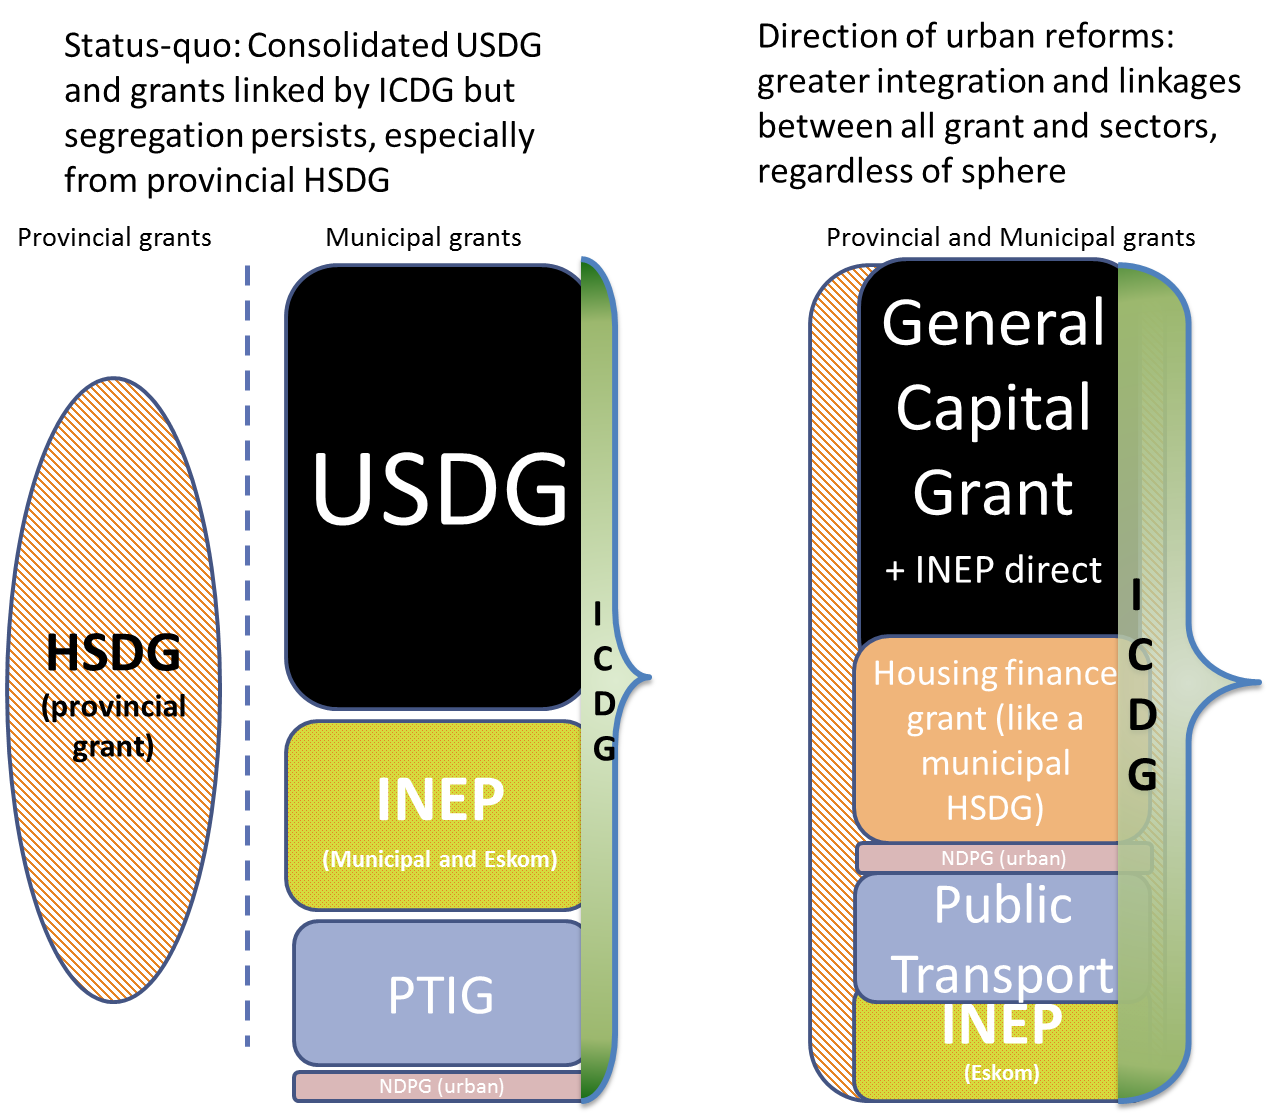 Status-quo: Consolidated USDG
and grants linked by ICDG but
segregation persists, especially
from provincial HSDG
Provincial grants
Municipal grants
HSDG
(provincial
grant)
USDG
INEP
(Municipal and Eskom)
PTIG
NDPG (urban)
I
C
D
G
Direction of urban reforms:
greater integration and linkages
between all grant and sectors,
regardless of sphere
Provincial and Municipal grants
General
Capital
Grant
+ INEP direct
Housing finance
grant (like a
municipal
HSDG)
NDPG (urban)
Public
Transport
INEP
(Eskom)
I
C
D
G